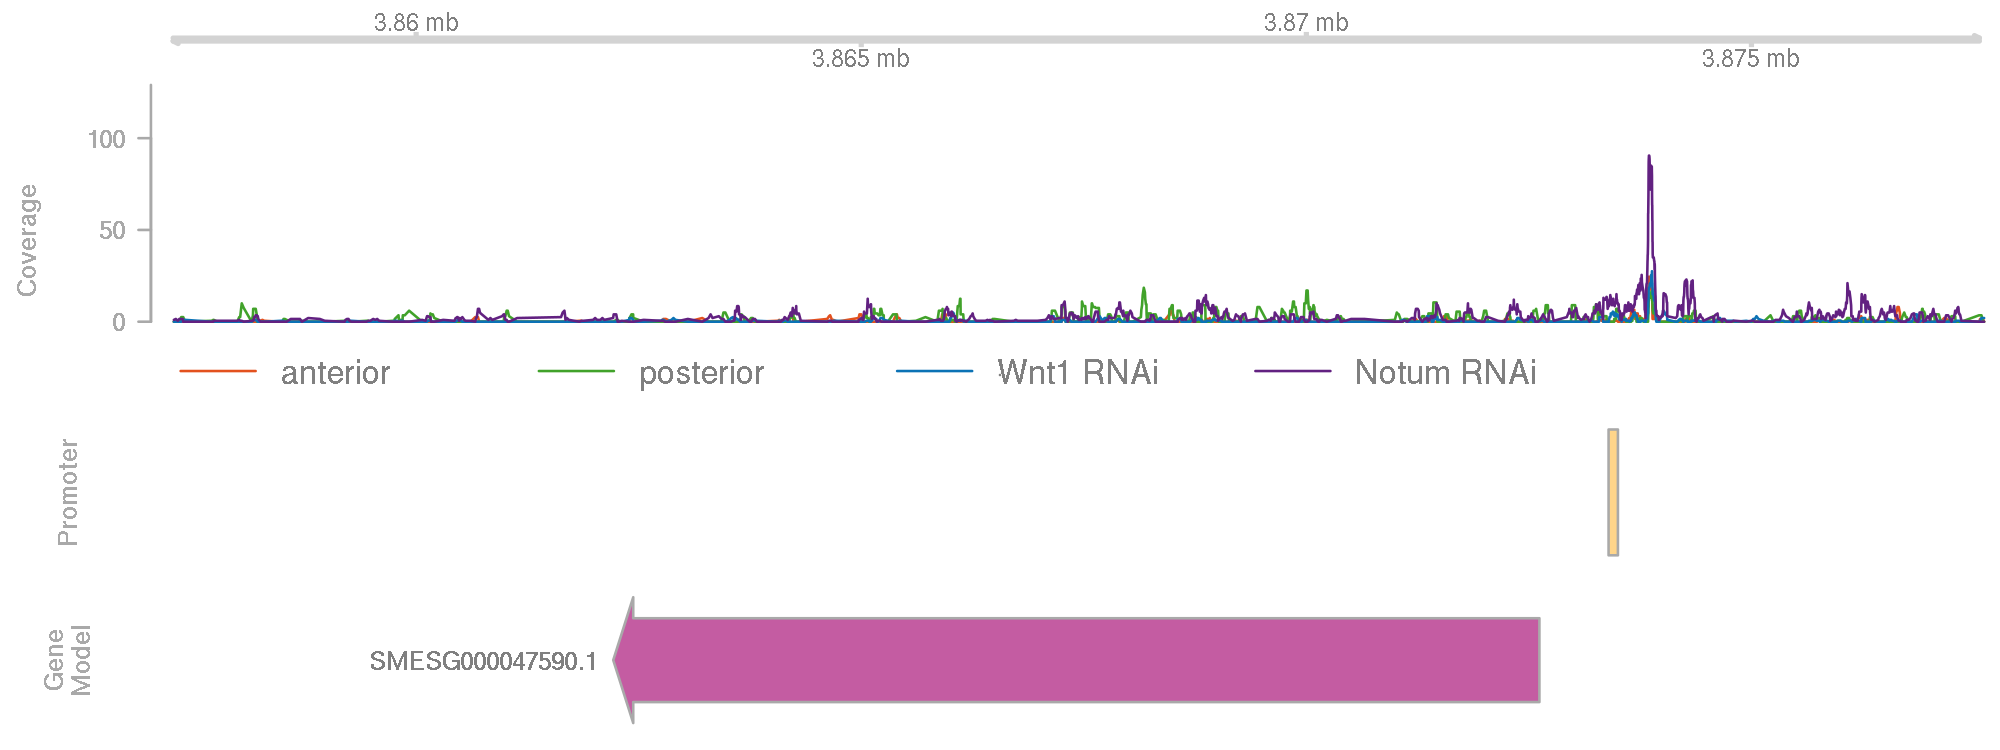 3.86 mb
3.87 mb
3.865 mb
3.875 mb
Coverage
100
50
0
anterior
posterior
Wnt1 RNAi
Notum RNAi
Promoter
Gene
Model
SMESG000047590.1